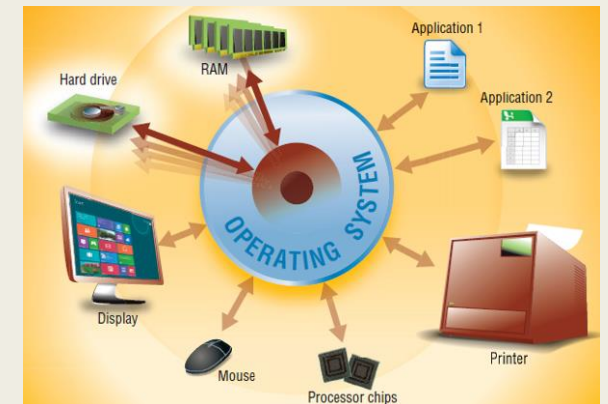 Application 1
RAM
Hard drive
Application 2
OPERATING SYSTEM
Display
Mouse
Processor chips
Printer